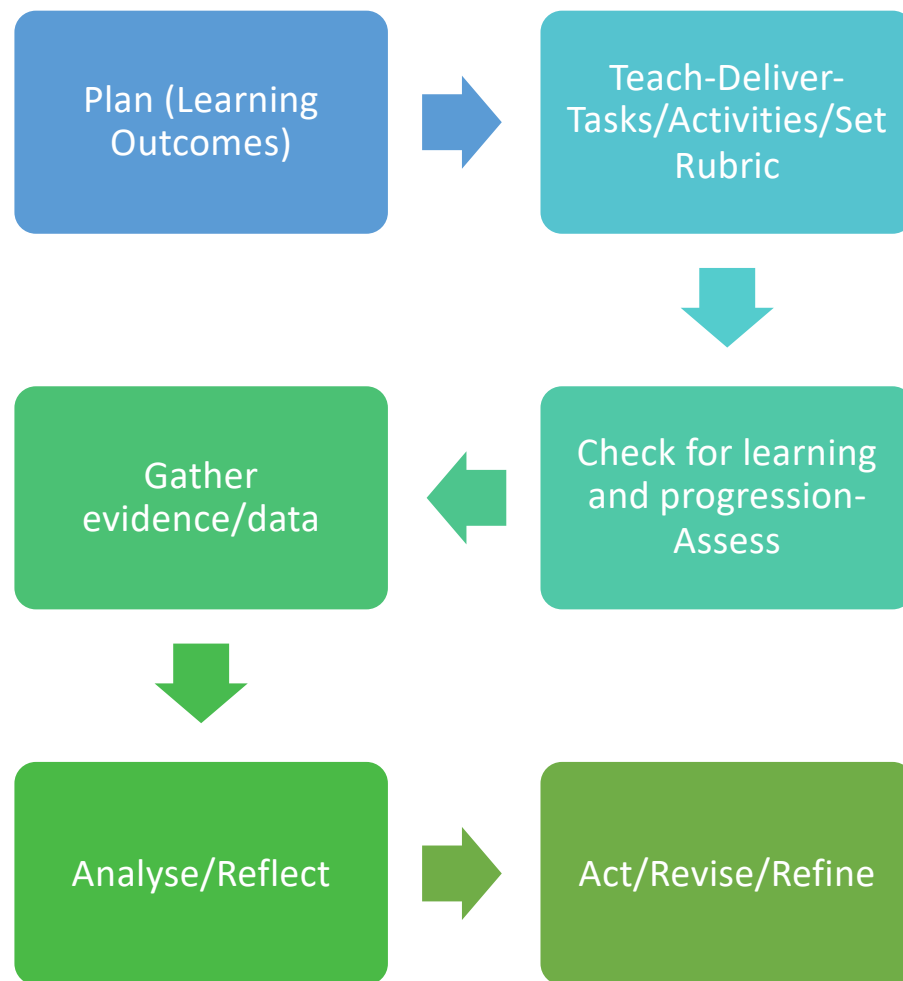 Plan (Learning
Outcomes)
Teach-Deliver-
Tasks/Activities/Set
Rubric
Check for learning
and progression-
Assess
Gather
evidence/data
Analyse/Reflect
Act/Revise/Refine